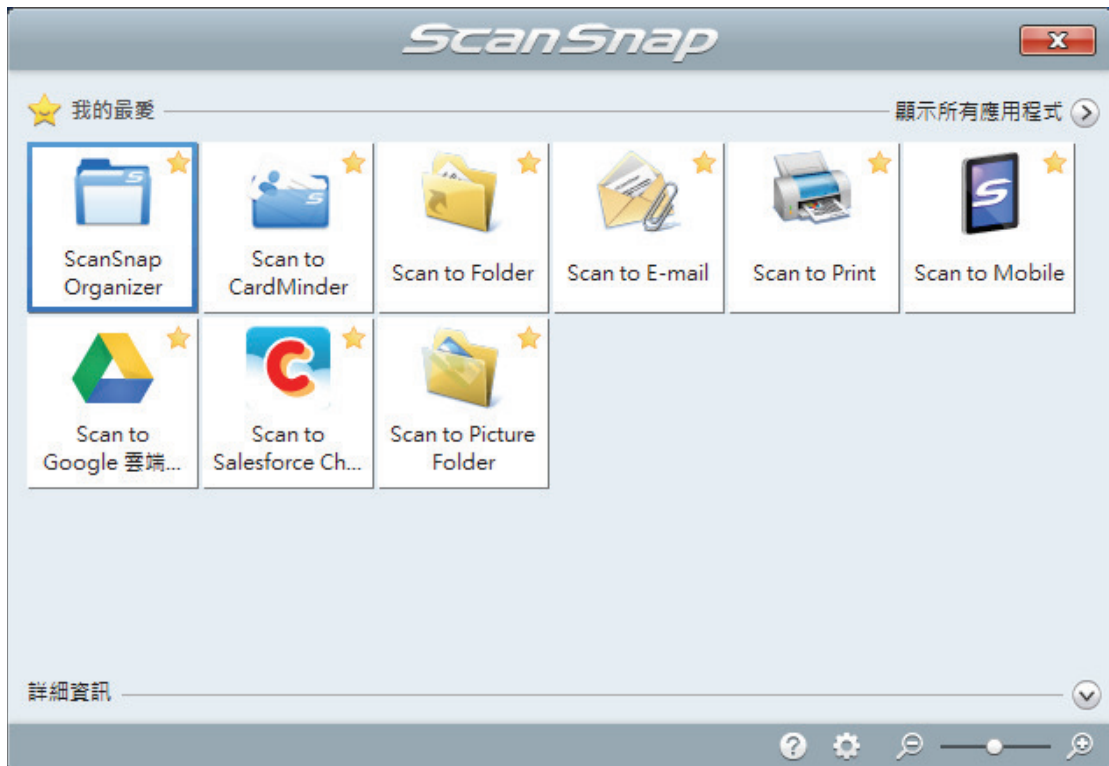 ScanSnap
我的最愛
顯示所有應用程式
ScanSnap
Organizer
Scan to
CardMinder
Scan to Folder
Scan to E-mail
Scan to Print
Scan to Mobile
Scan to
Google 雲端...
Scan to
Salesforce Ch...
Scan to Picture
Folder
詳細資訊